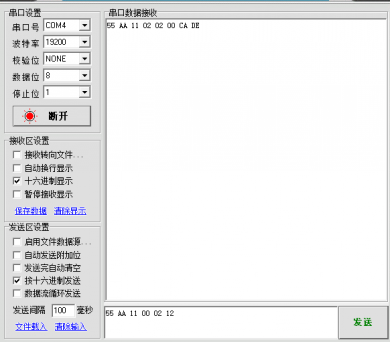 串口设置
串口号 COM4
波特率 19200
校验位 NONE
数据位 8
停止位 1
断开
接收区设置
接收转向文件...
自动换行显示
十六进制显示
暂停接收显示
保存数据 清除显示
发送区设置
启用文件数据源...
自动发送附加位
发送完自动清空
按十六进制发送
数据流循环发送
发送间隔 100 毫秒
文件载入 清除输入
串口数据接收
55 AA 11 02 02 00 CA DE
55 AA 11 00 02 12
发送